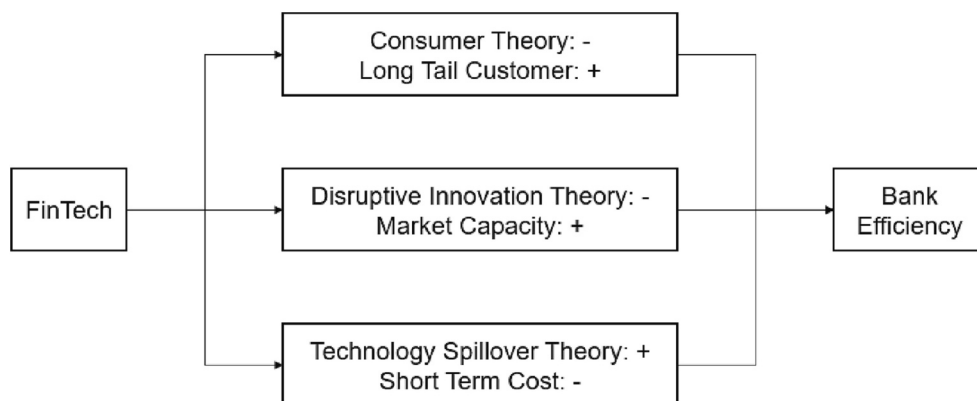 Consumer Theory: -
Long Tail Customer: +
FinTech
Disruptive Innovation Theory: -
Market Capacity: +
Bank
Efficiency
Technology Spillover Theory: +
Short Term Cost: -